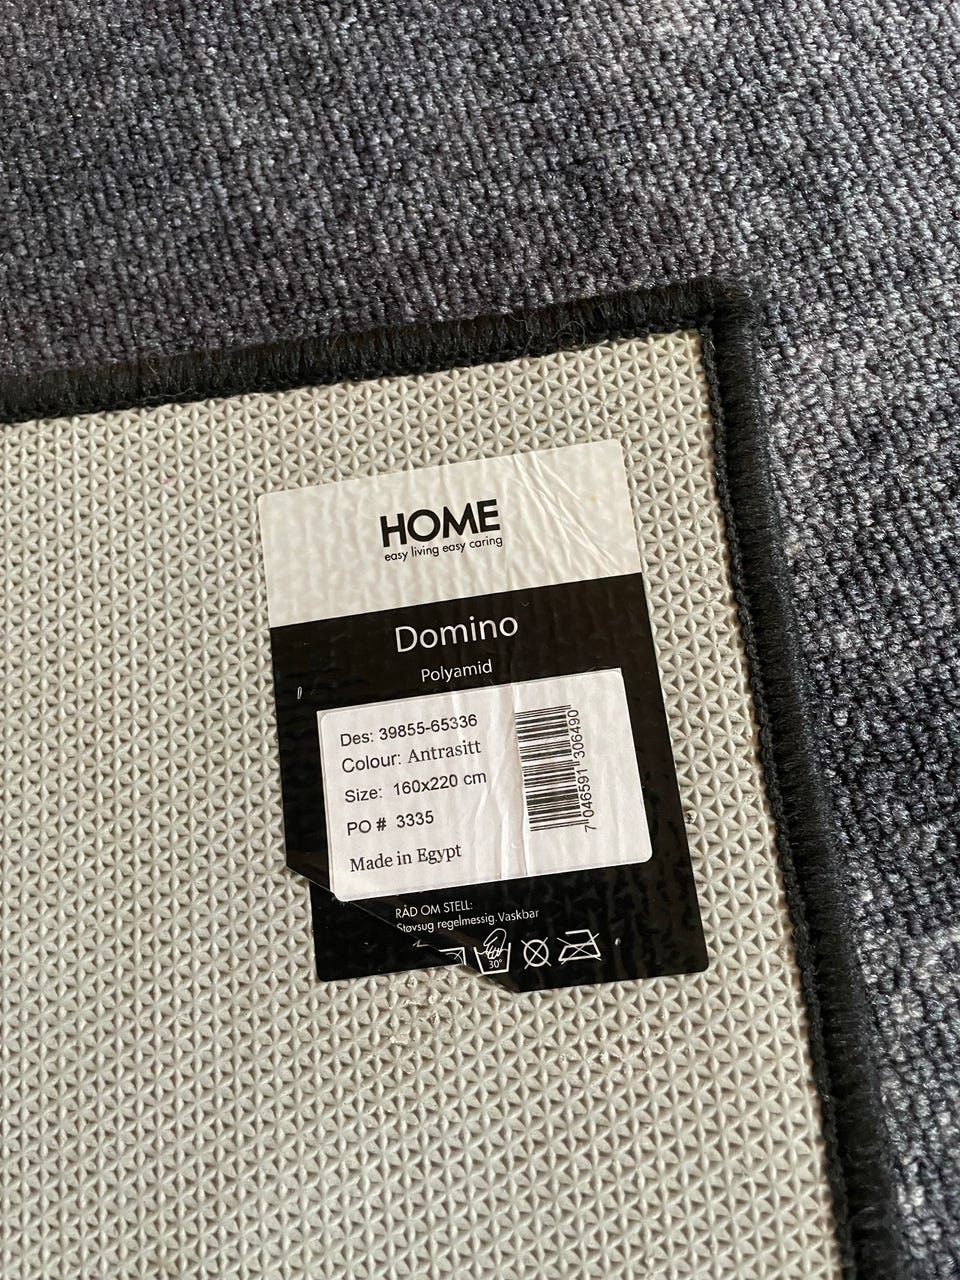 HOME
easy living easy caring
Domino
Polyamid
Des: 39855-65336
Colour: Antrasitt
Size: 160x220 cm
PO # 3335
Made in Egypt
7 046591 306490
RÅD OM STELL:
Støvsug regelmessig. Vaskbar
30°